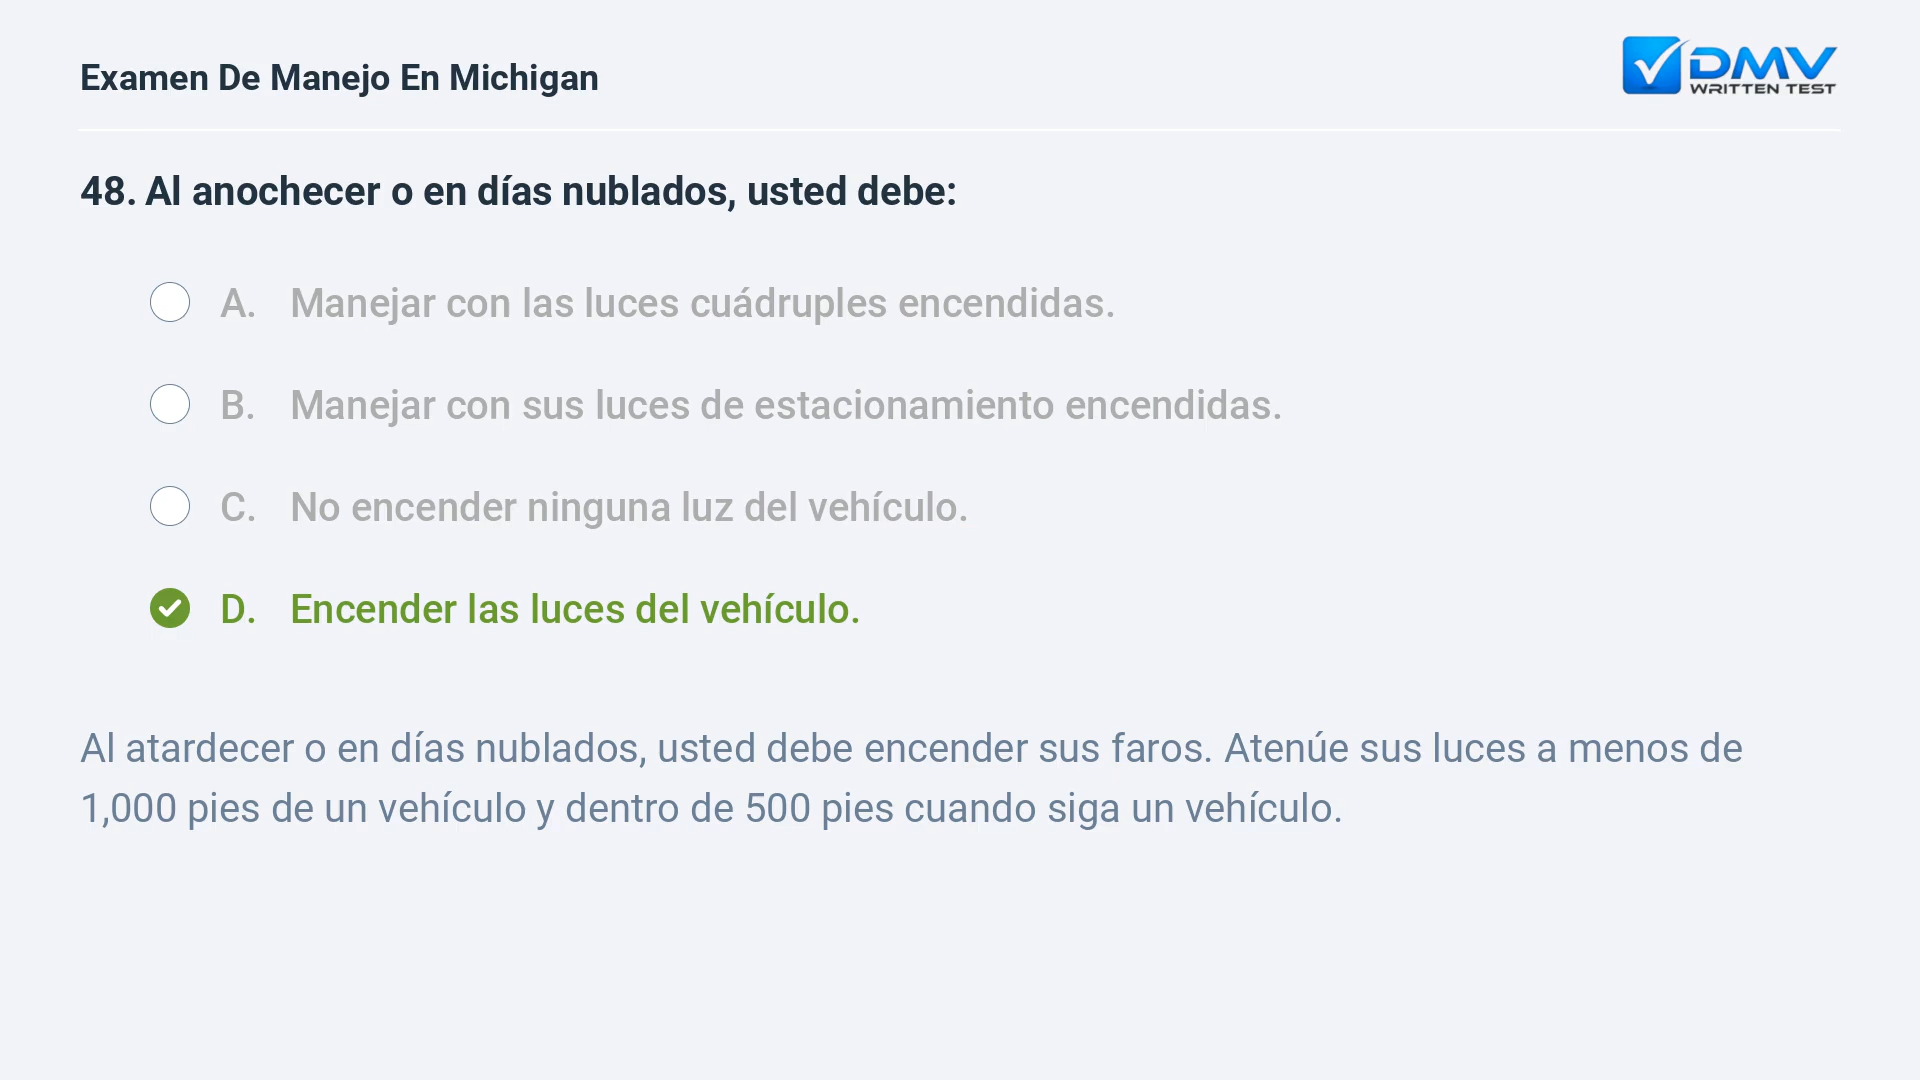 Examen De Manejo En Michigan
DMV
WRITTEN TEST
48. Al anochecer o en días nublados, usted debe:
A. Manejar con las luces cuádruples encendidas.
B. Manejar con sus luces de estacionamiento encendidas.
C. No encender ninguna luz del vehículo.
D. Encender las luces del vehículo.
Al atardecer o en días nublados, usted debe encender sus faros. Atenúe sus luces a menos de
1,000 pies de un vehículo y dentro de 500 pies cuando siga un vehículo.